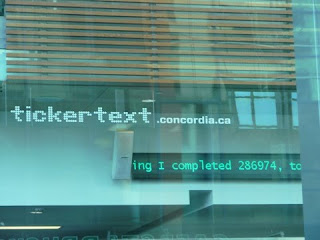 tickertext.concordia.ca
ing I completed 286974, to